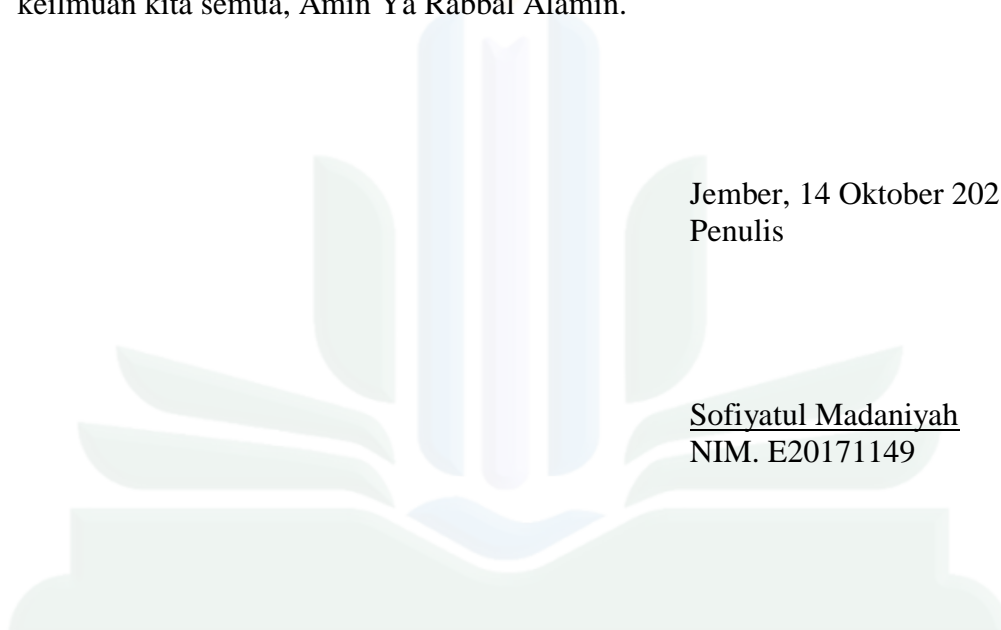 keilmuan kita semua, Amin Ya Rabbal Alamin.
Jember, 14 Oktober 202
Penulis
Sofiyatul Madaniyah
NIM. E20171149